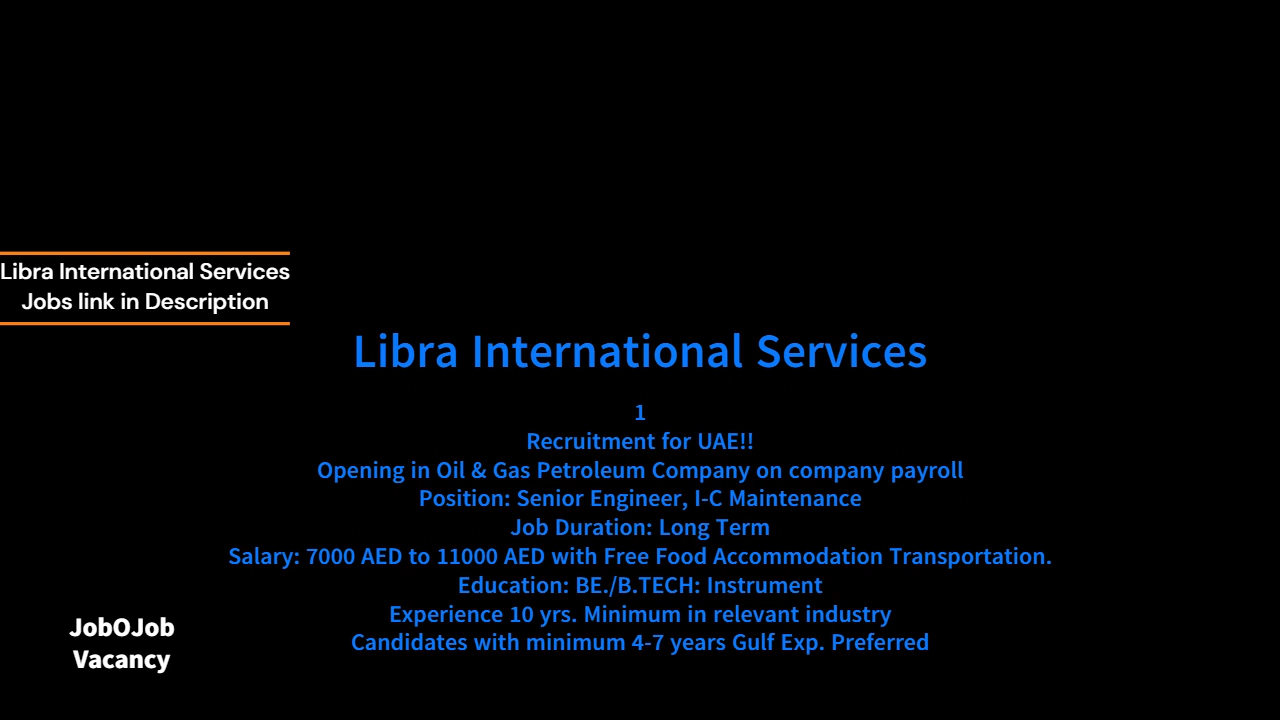 Libra International Services
Jobs link in Description
Libra International Services
1
Recruitment for UAE!!
Opening in Oil & Gas Petroleum Company on company payroll
Position: Senior Engineer, I-C Maintenance
Job Duration: Long Term
Salary: 7000 AED to 11000 AED with Free Food Accommodation Transportation.
Education: BE./B.TECH: Instrument
Experience 10 yrs. Minimum in relevant industry
Candidates with minimum 4-7 years Gulf Exp. Preferred
JobOJob
Vacancy